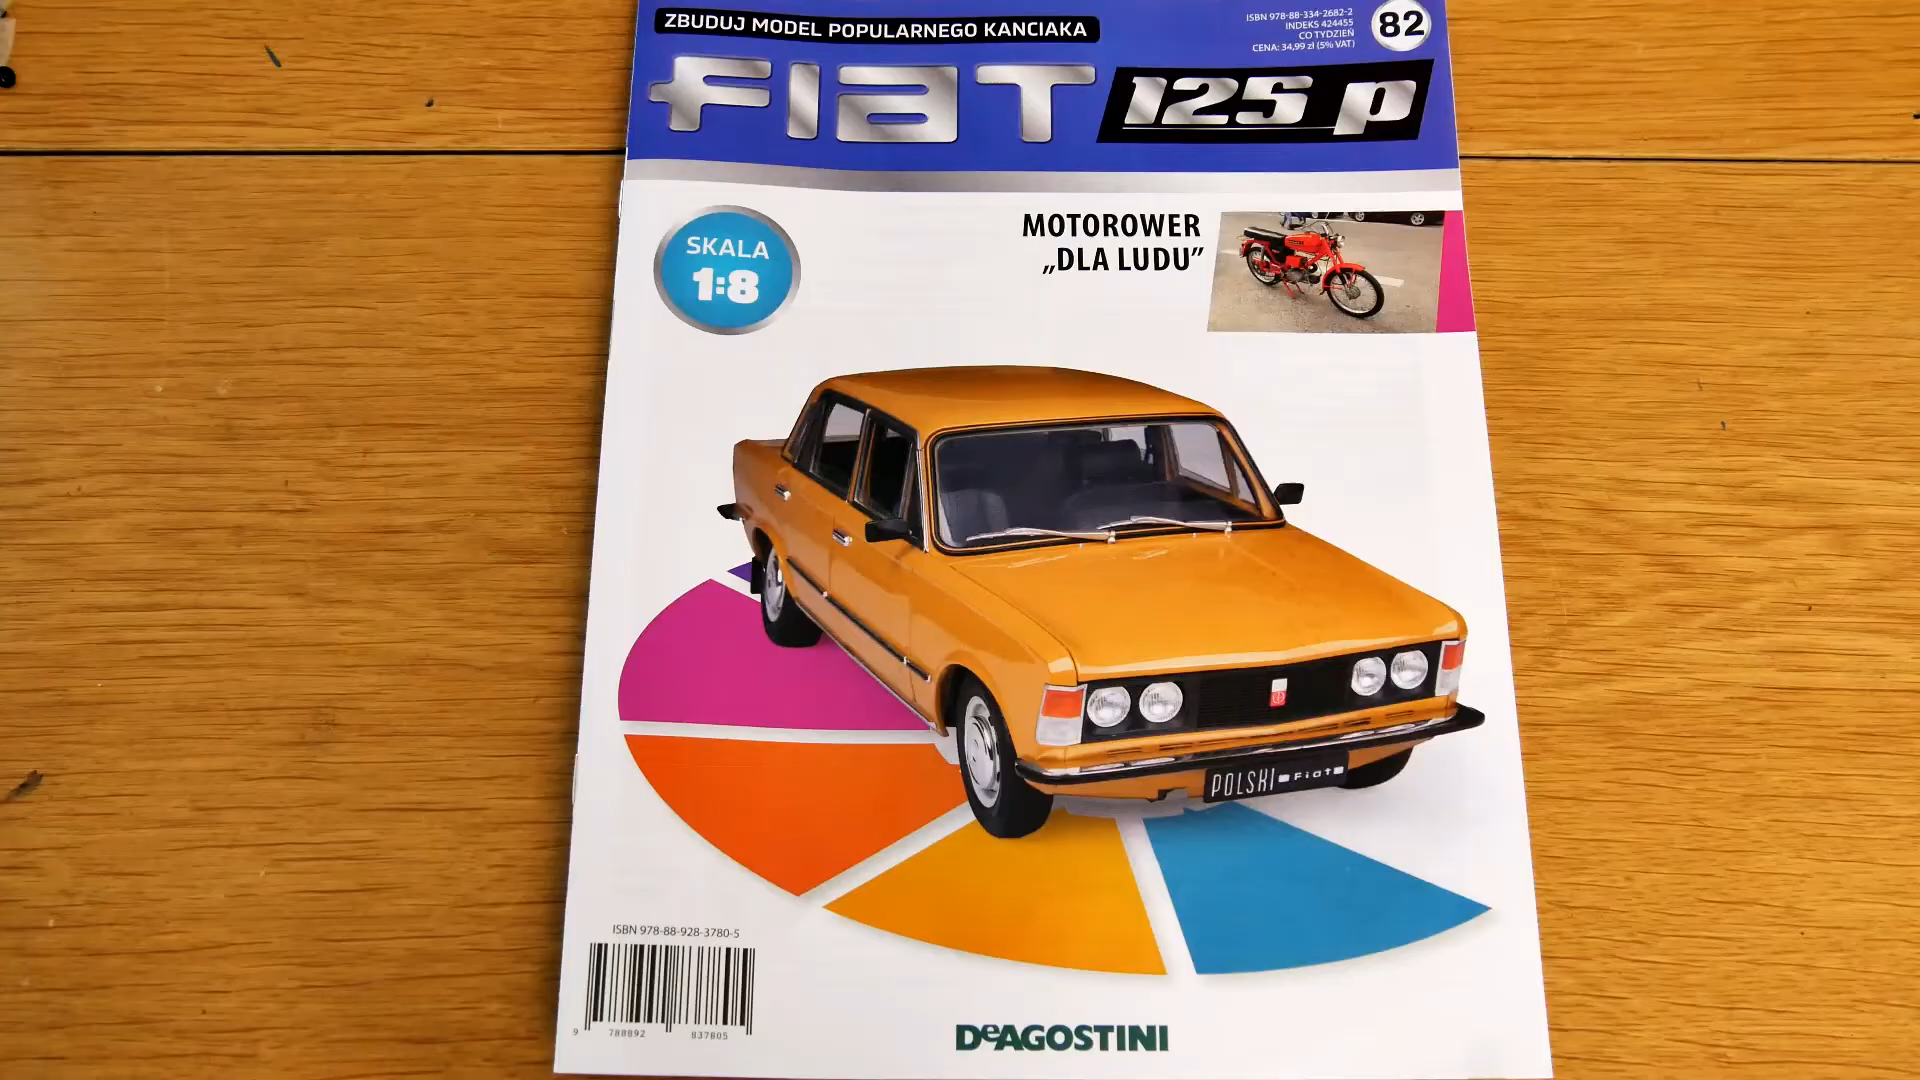 ZBUDUJ MODEL POPULARNEGO KANCIAKA
ISBN 978-88-334-2682-2
INDEKS 424455
CO TYDZIEŃ
CENA: 34,99 zł (5% VAT)
82
FIAT 125 p
SKALA
1:8
MOTOROWER
„DLA LUDU”
POLSKI Fiat
ISBN 978-88-928-3780-5
9 788892 837805
DeAGOSTINI